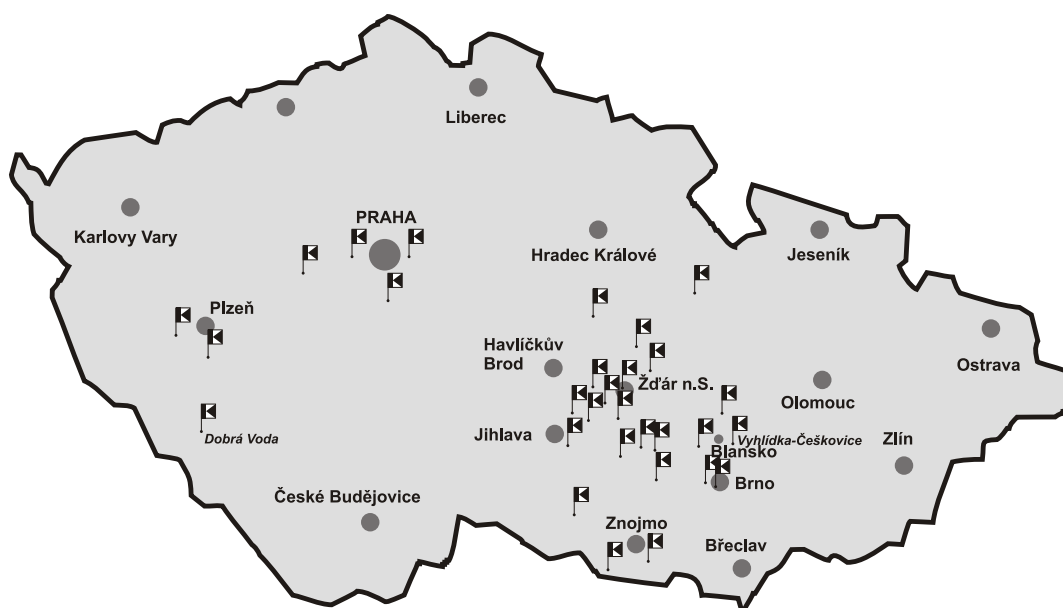 Liberec
Karlovy Vary
PRAHA
Hradec Králové
Jeseník
Plzeň
Havlíčkův
Brod
Ostrava
Žďár n.S.
Olomouc
Dobrá Voda
Jihlava
Vyhlídka-Češkovice
Blansko
Zlín
Brno
České Budějovice
Znojmo
Břeclav